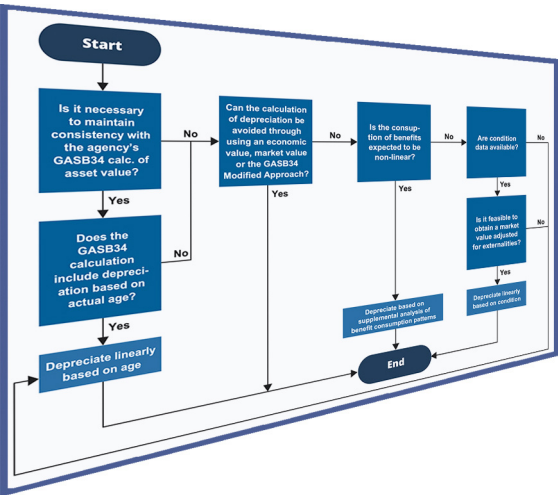 Start
Is it necessary
to maintain
consistency with
the agency's
GASB34 calc. of
asset value?
No
Yes
Does the
GASB34
calculation
include depreci-
ation based on
actual age?
No
Yes
Depreciate linearly
based on age
Can the calculation
of depreciation be
avoided through
using an economic
value, market value
or the GASB34
Modified Approach?
No
Yes
Is the consup-
tion of benefits
expected to be
non-linear?
No
Yes
Depreciate based on
supplemental analysis of
benefit consumption patterns
Are condition
data available?
No
Yes
Is it feasible to
obtain a market
value adjusted
for externalities?
No
Yes
Depreciate linearly
based on condition
End